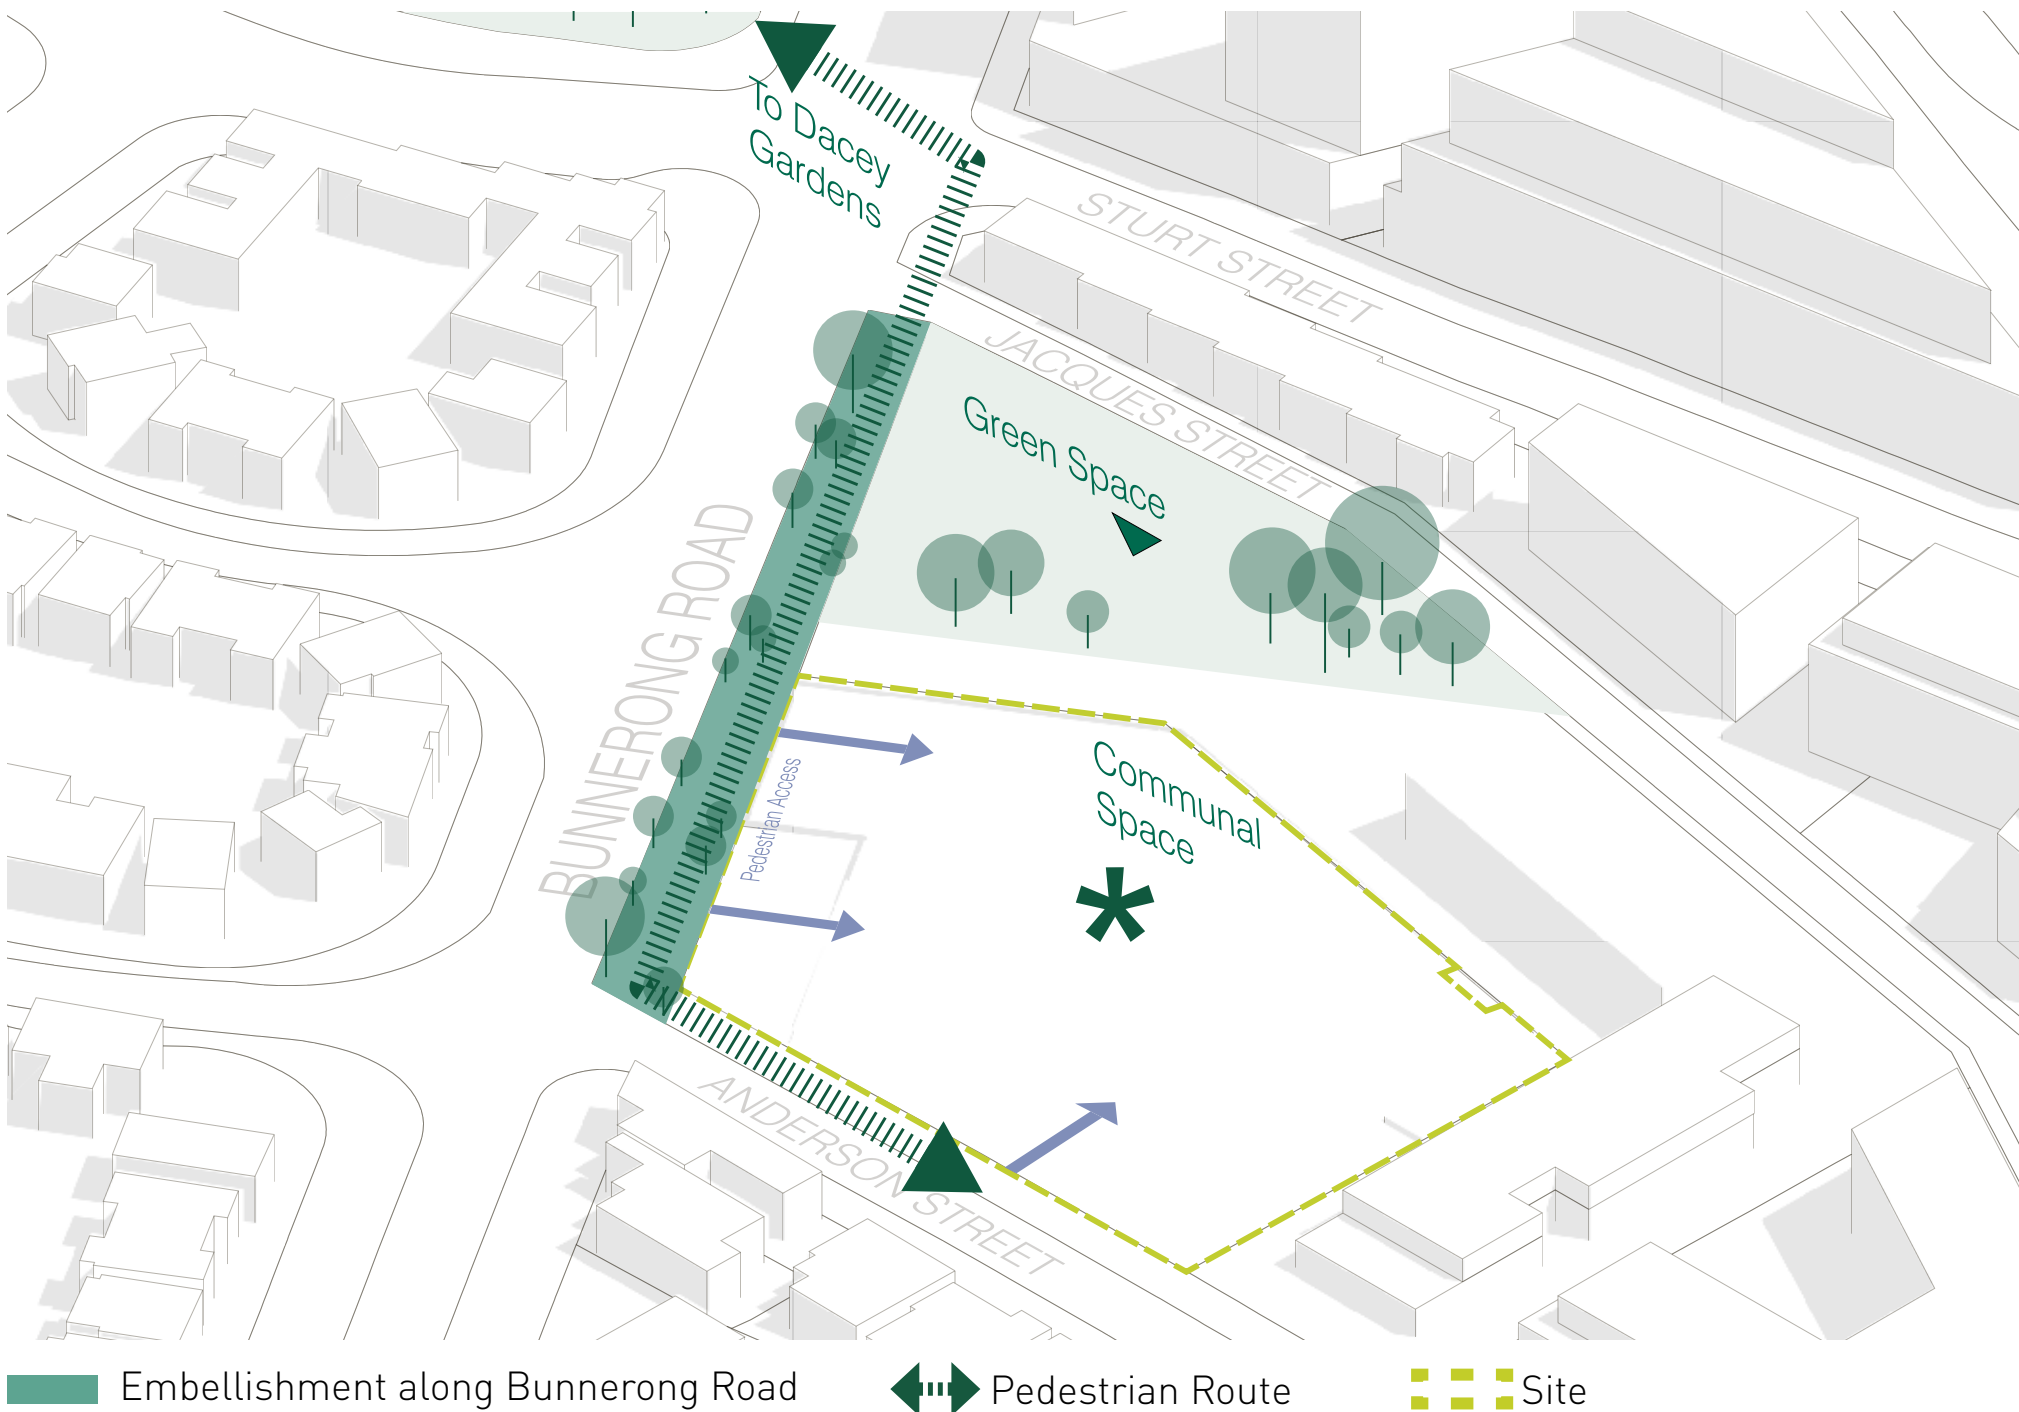 To Dacey
Gardens
STURT STREET
JACQUES STREET
Green Space
BUNNERONG ROAD
Communal
Space
Pedestrian Access
ANDERSON STREET
Embellishment along Bunnerong Road
Pedestrian Route
Site